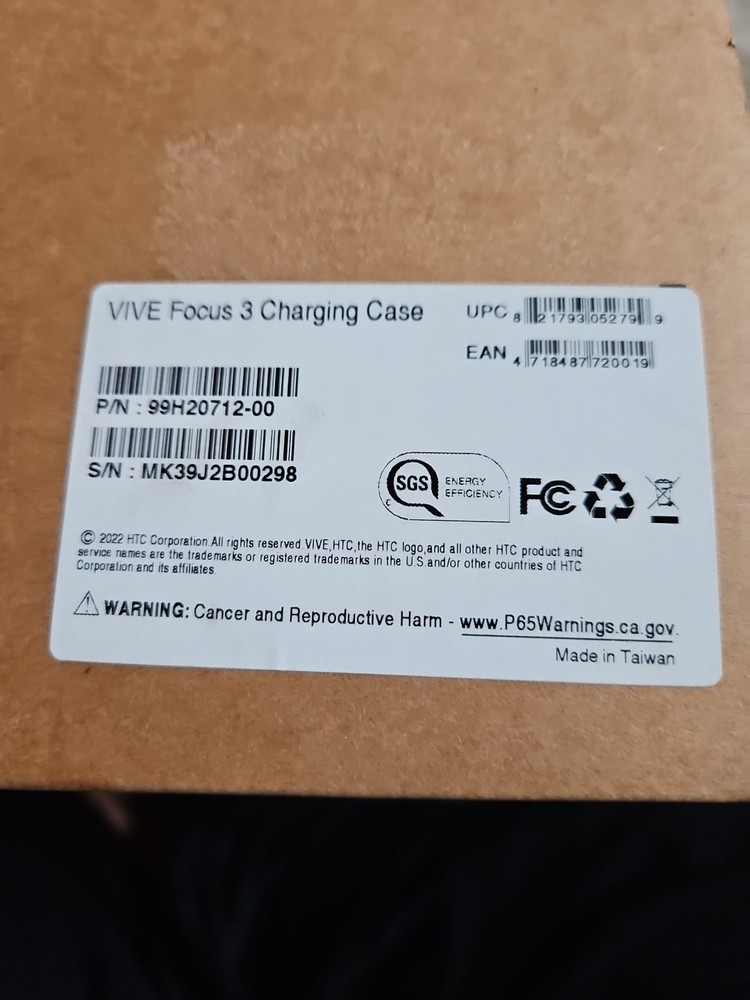 VIVE Focus 3 Charging Case
UPC 8 21793 05279 9
EAN 4 718487 720019
P/N : 99H20712-00
S/N : MK39J2B00298
SGS ENERGY
EFFICIENCY
C
FC
© 2022 HTC Corporation.All rights reserved.VIVE,HTC,the HTC logo,and all other HTC product and
service names are the trademarks or registered trademarks in the U.S.and/or other countries of HTC
Corporation and its affiliates.
WARNING: Cancer and Reproductive Harm - www.P65Warnings.ca.gov.
Made in Taiwan